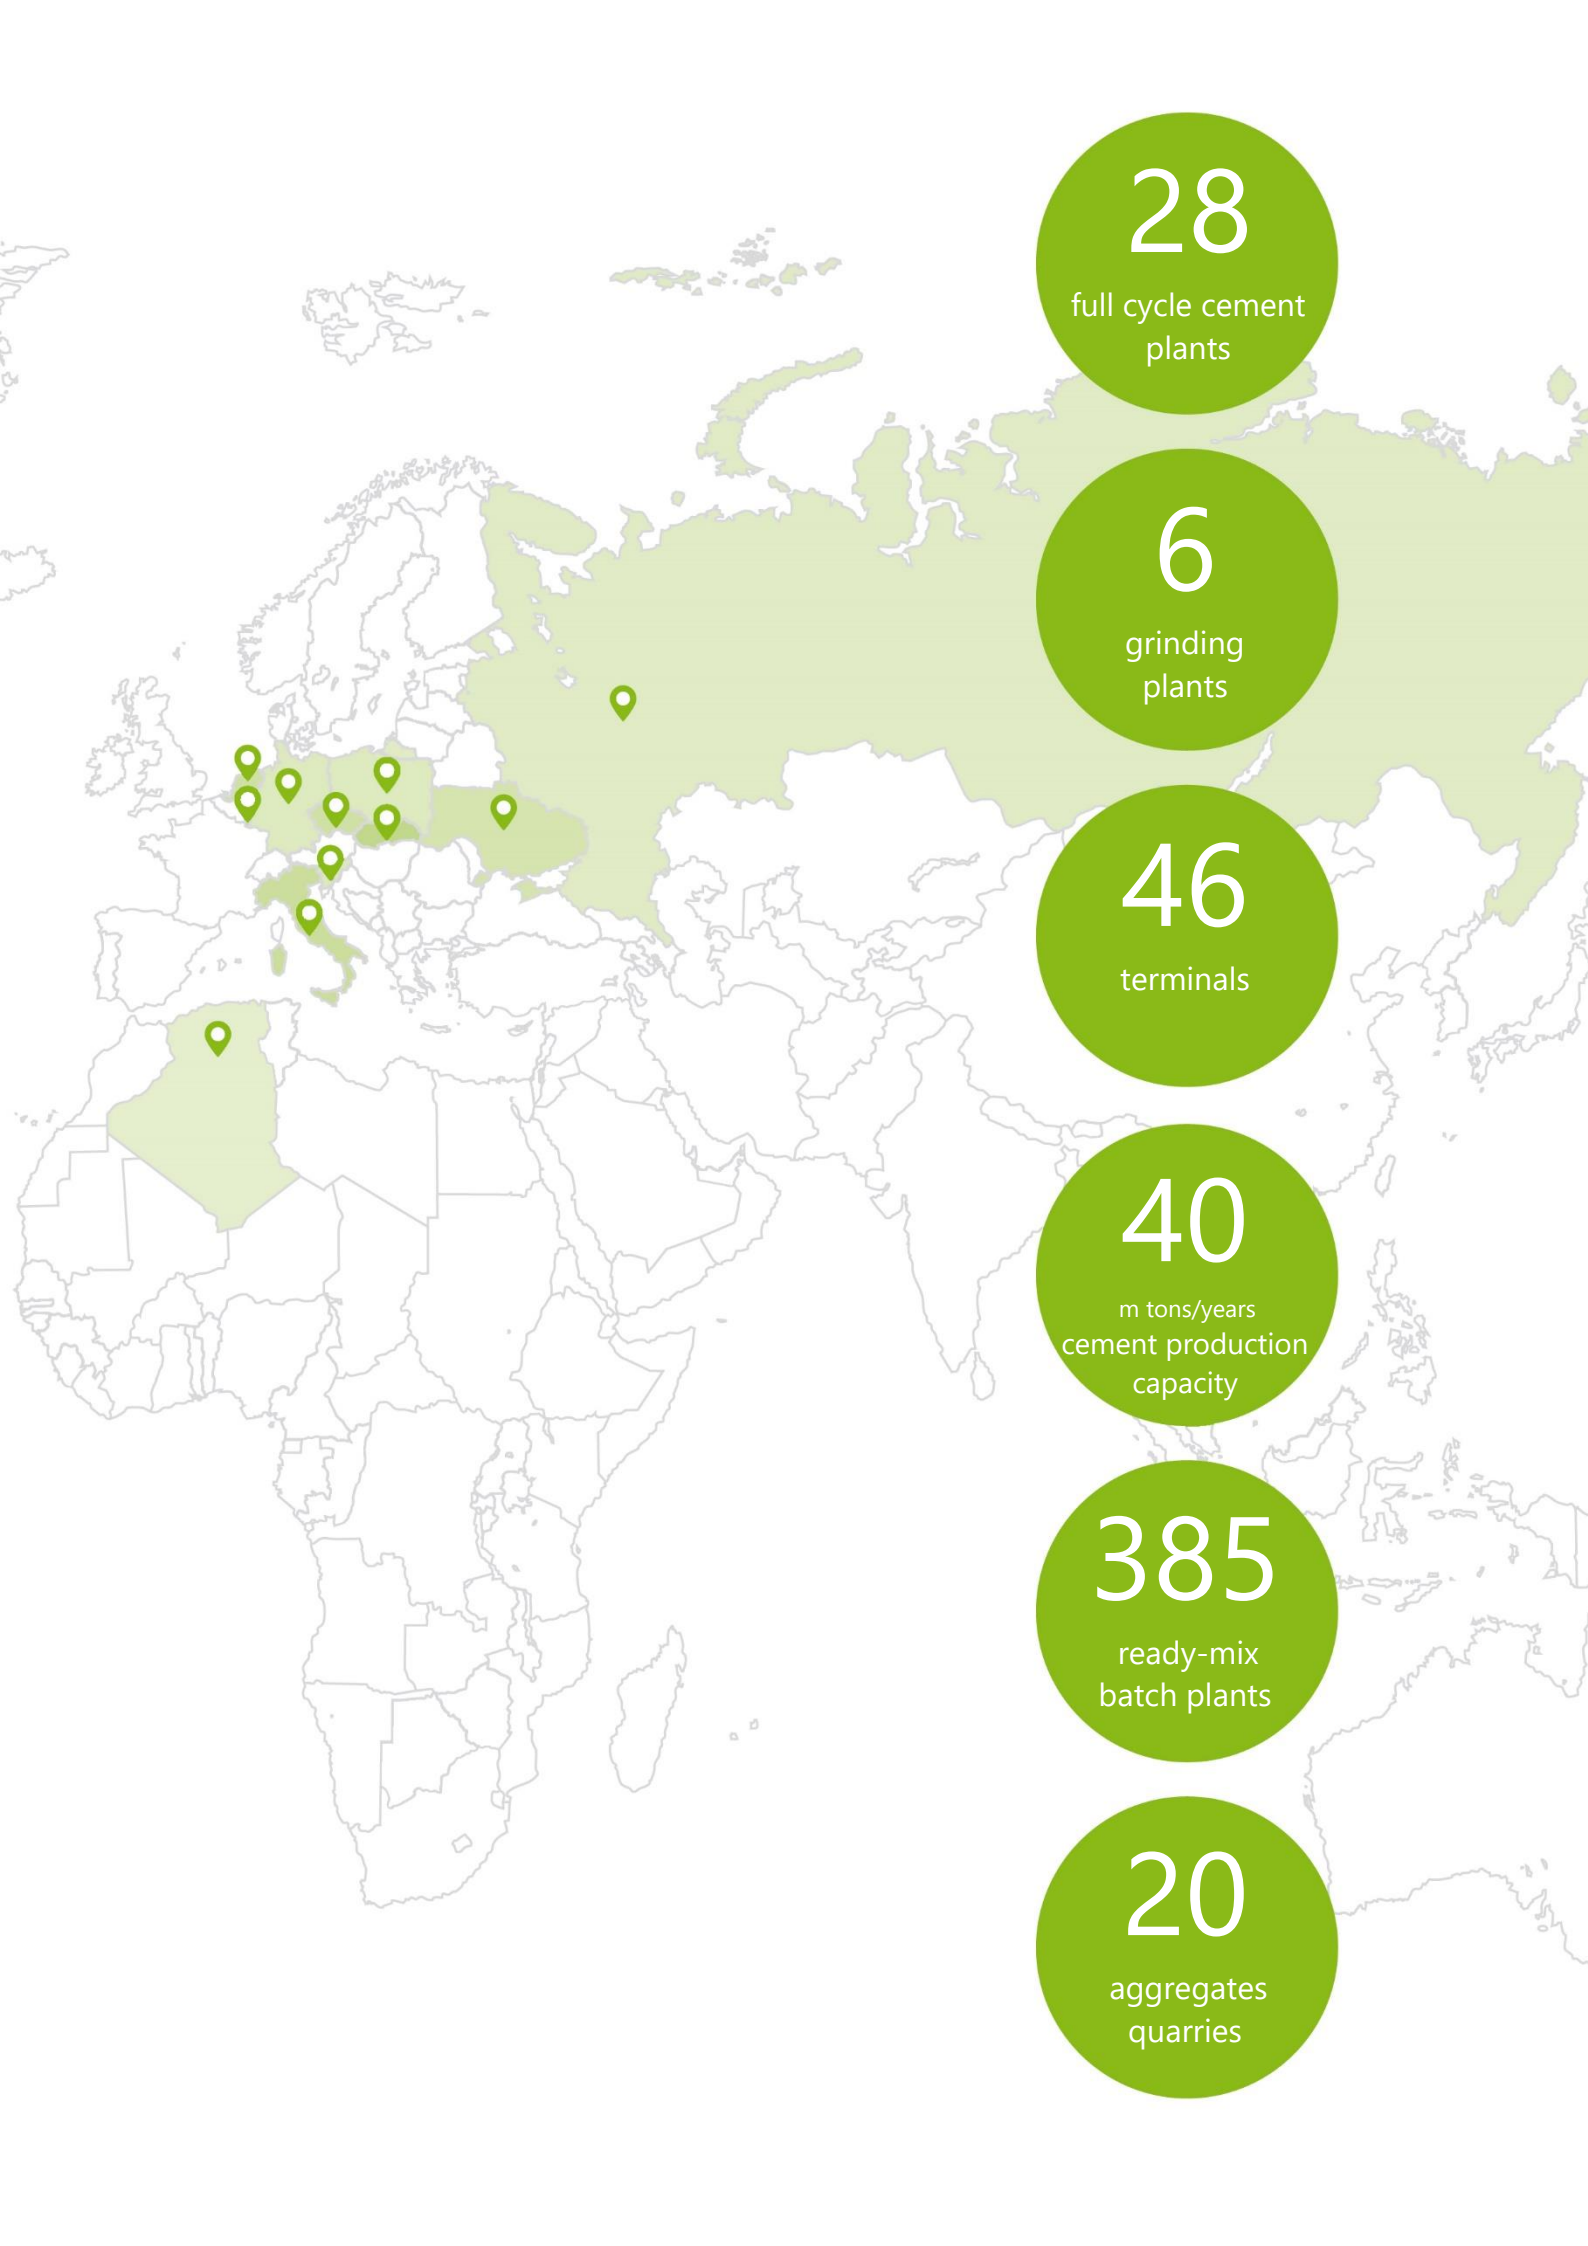 28
full cycle cement
plants
6
grinding
plants
46
terminals
40
m tons/years
cement production
capacity
385
ready-mix
batch plants
20
aggregates
quarries